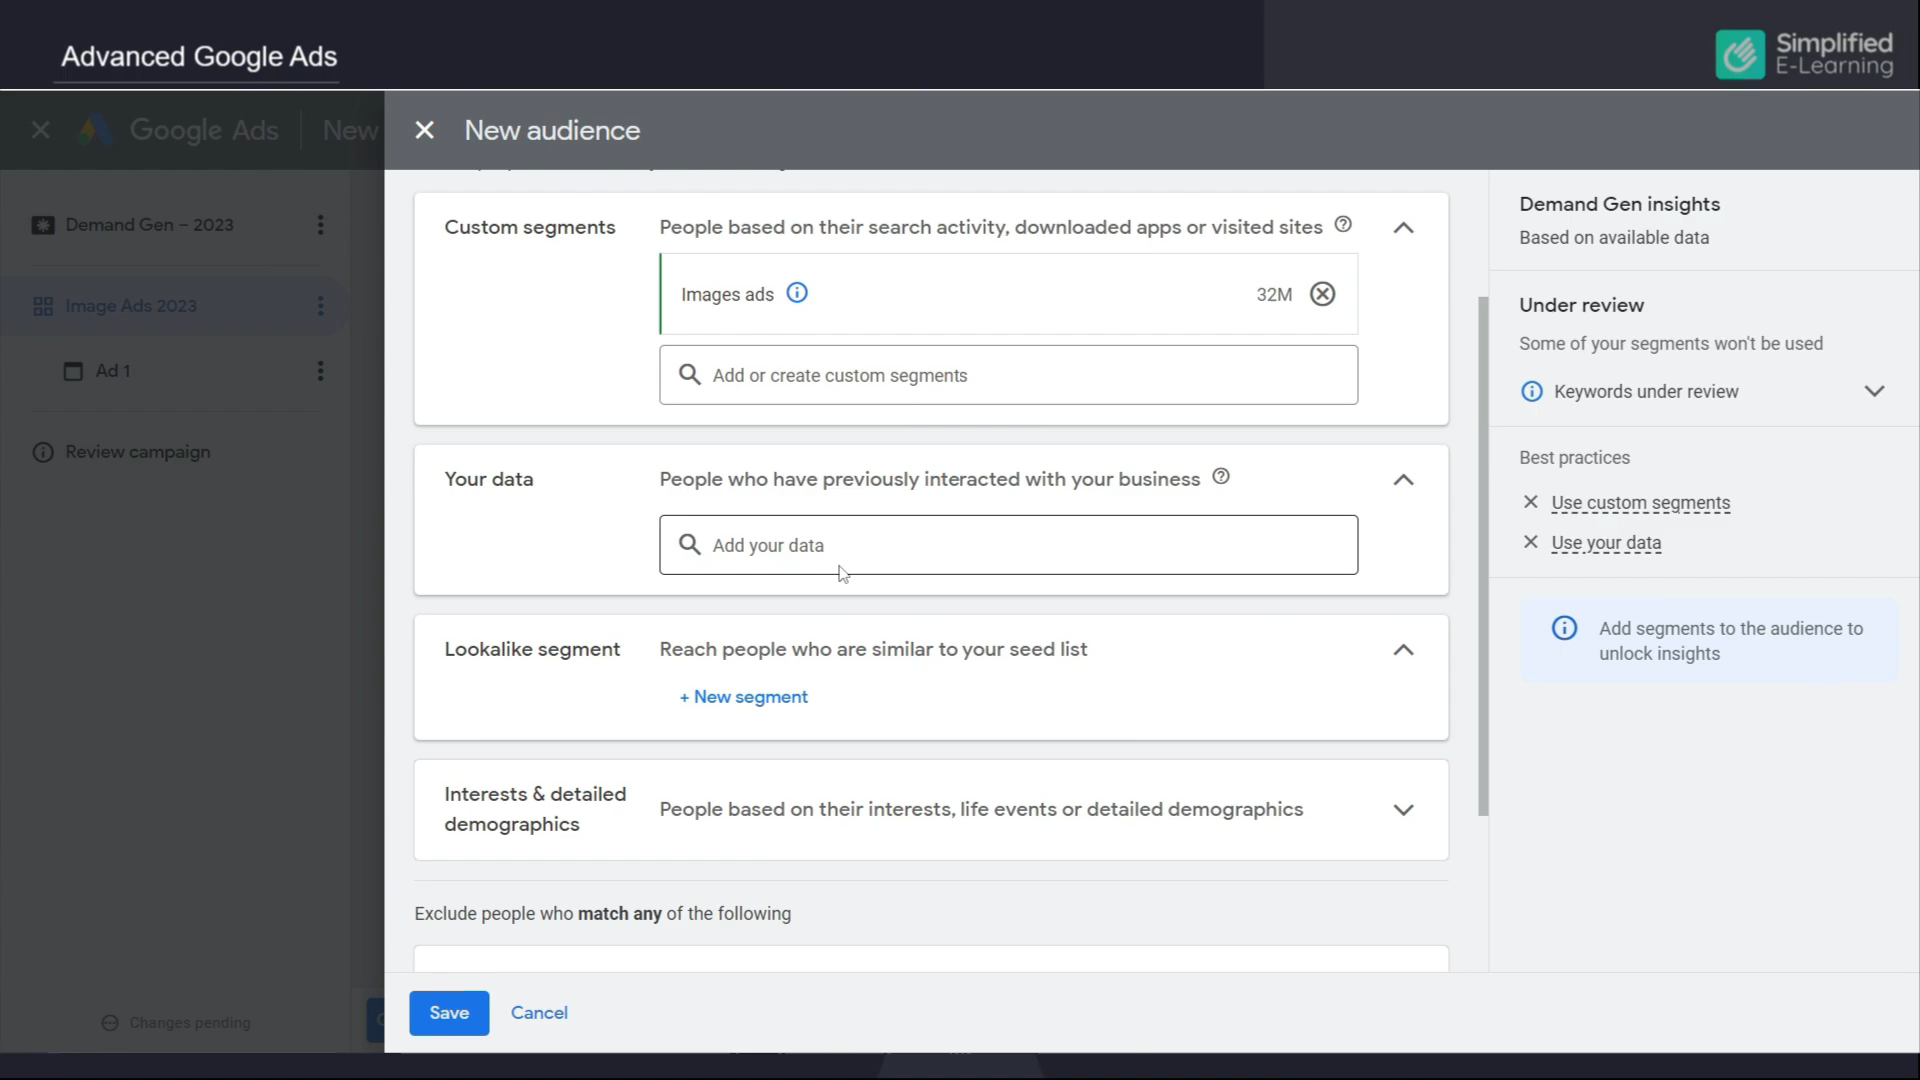 Advanced Google Ads
Simplified
E-Learning
Google Ads
New
New audience
Demand Gen – 2023
Image Ads 2023
Ad 1
Review campaign
Changes pending
Custom segments
People based on their search activity, downloaded apps or visited sites
Images ads
32M
Add or create custom segments
Your data
People who have previously interacted with your business
Add your data
Lookalike segment
Reach people who are similar to your seed list
+ New segment
Interests & detailed
demographics
People based on their interests, life events or detailed demographics
Exclude people who match any of the following
Save
Cancel
Demand Gen insights
Based on available data
Under review
Some of your segments won't be used
Keywords under review
Best practices
Use custom segments
Use your data
Add segments to the audience to
unlock insights